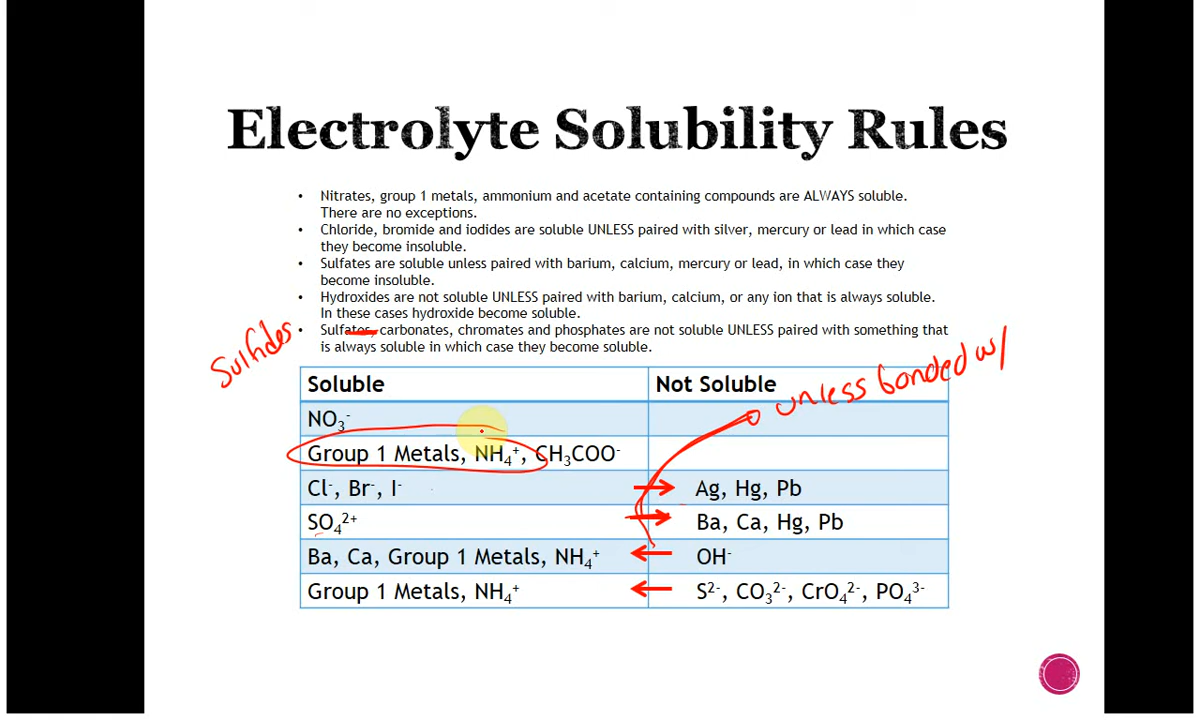 Electrolyte Solubility Rules
• Nitrates, group 1 metals, ammonium and acetate containing compounds are ALWAYS soluble.
There are no exceptions.
• Chloride, bromide and iodides are soluble UNLESS paired with silver, mercury or lead in which case
they become insoluble.
• Sulfates are soluble unless paired with barium, calcium, mercury or lead, in which case they
become insoluble.
• Hydroxides are not soluble UNLESS paired with barium, calcium, or any ion that is always soluble.
In these cases hydroxide become soluble.
Sulfides
• Sulfates, carbonates, chromates and phosphates are not soluble UNLESS paired with something that
is always soluble in which case they become soluble.
unless bonded w/
Soluble Not Soluble
NO₃⁻
Group 1 Metals, NH₄⁺, CH₃COO⁻
Cl⁻, Br⁻, I⁻ → Ag, Hg, Pb
SO₄²⁺ → Ba, Ca, Hg, Pb
Ba, Ca, Group 1 Metals, NH₄⁺ ← OH⁻
Group 1 Metals, NH₄⁺ ← S²⁻, CO₃²⁻, CrO₄²⁻, PO₄³⁻